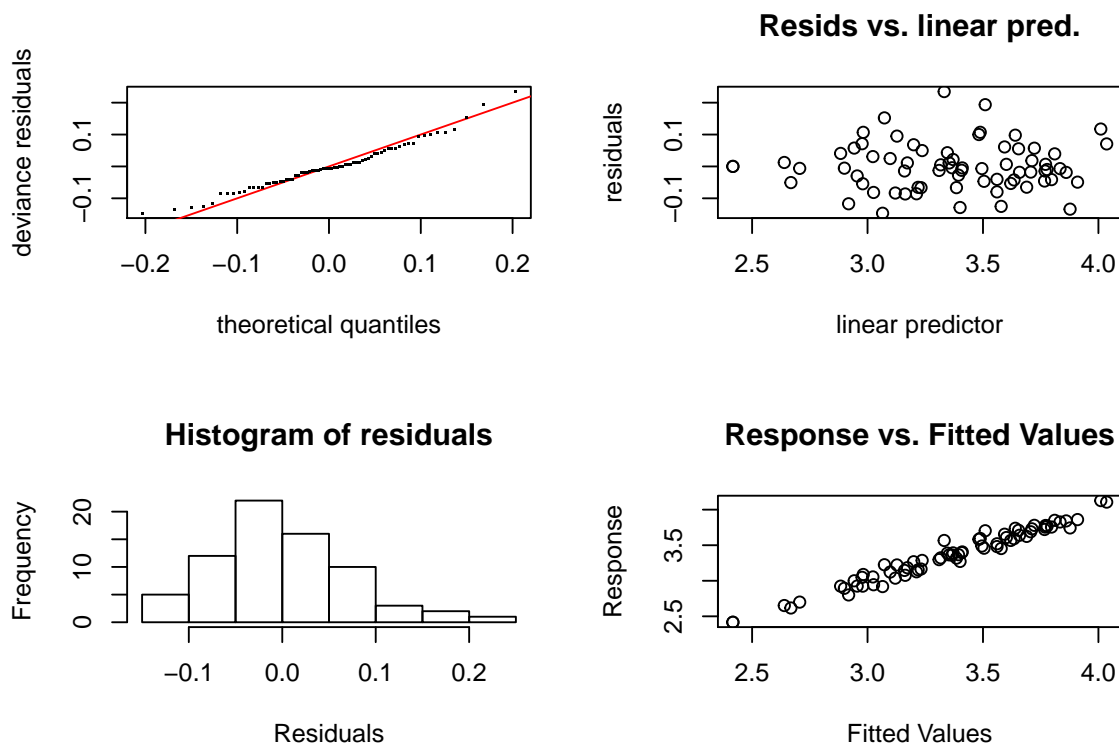 deviance residuals
0.1
−0.1
−0.2
−0.1
0.0
0.1
0.2
theoretical quantiles
Resids vs. linear pred.
residuals
0.1
−0.1
2.5
3.0
3.5
4.0
linear predictor
Histogram of residuals
Frequency
20
10
0
−0.1
0.0
0.1
0.2
Residuals
Response vs. Fitted Values
Response
3.5
2.5
2.5
3.0
3.5
4.0
Fitted Values